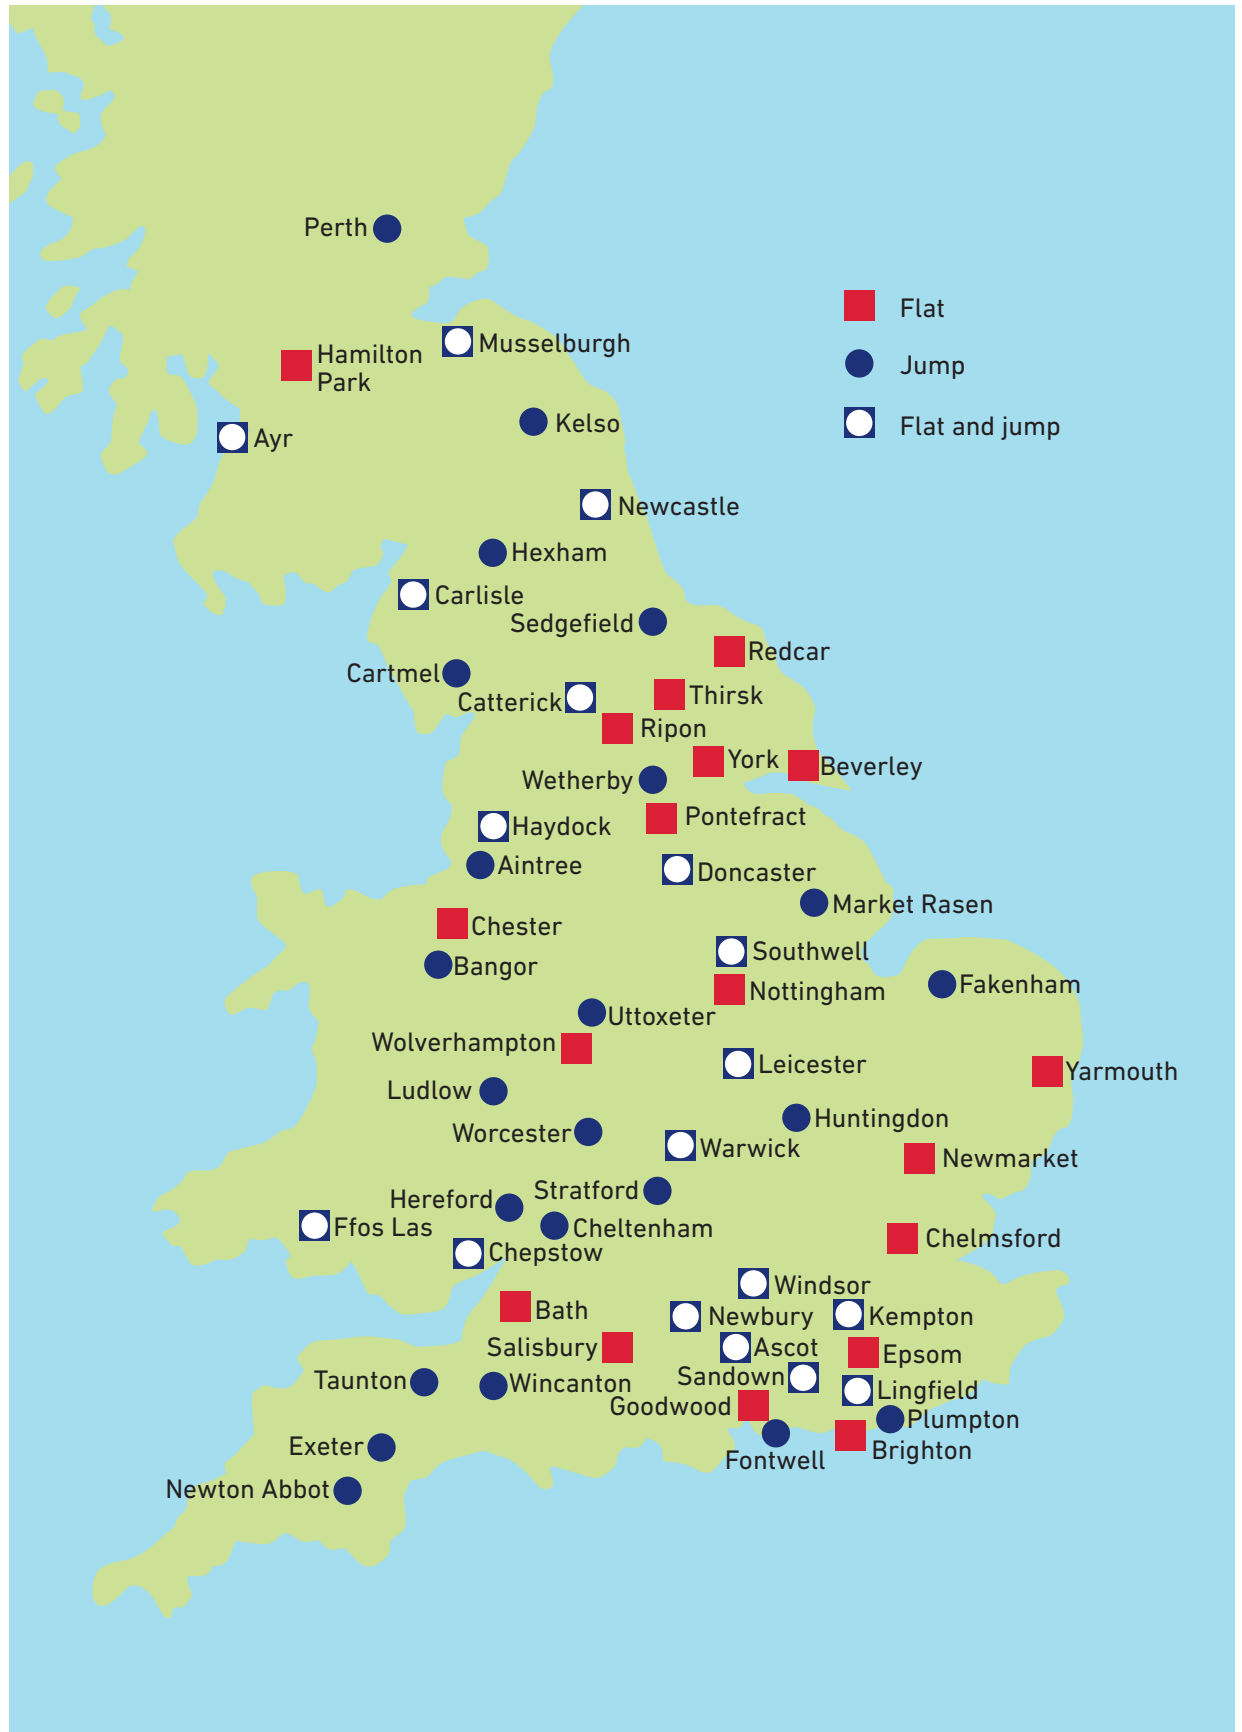 Perth
Flat
Musselburgh
Hamilton
Park
Jump
Kelso
Flat and jump
Ayr
Newcastle
Hexham
Carlisle
Sedgefield
Redcar
Cartmel
Catterick
Thirsk
Ripon
York
Beverley
Wetherby
Pontefract
Haydock
Aintree
Doncaster
Market Rasen
Chester
Southwell
Bangor
Fakenham
Nottingham
Uttoxeter
Wolverhampton
Leicester
Yarmouth
Ludlow
Huntingdon
Worcester
Warwick
Newmarket
Stratford
Hereford
Ffos Las
Cheltenham
Chelmsford
Chepstow
Windsor
Bath
Newbury
Kempton
Salisbury
Ascot
Epsom
Sandown
Taunton
Wincanton
Lingfield
Goodwood
Plumpton
Exeter
Brighton
Fontwell
Newton Abbot